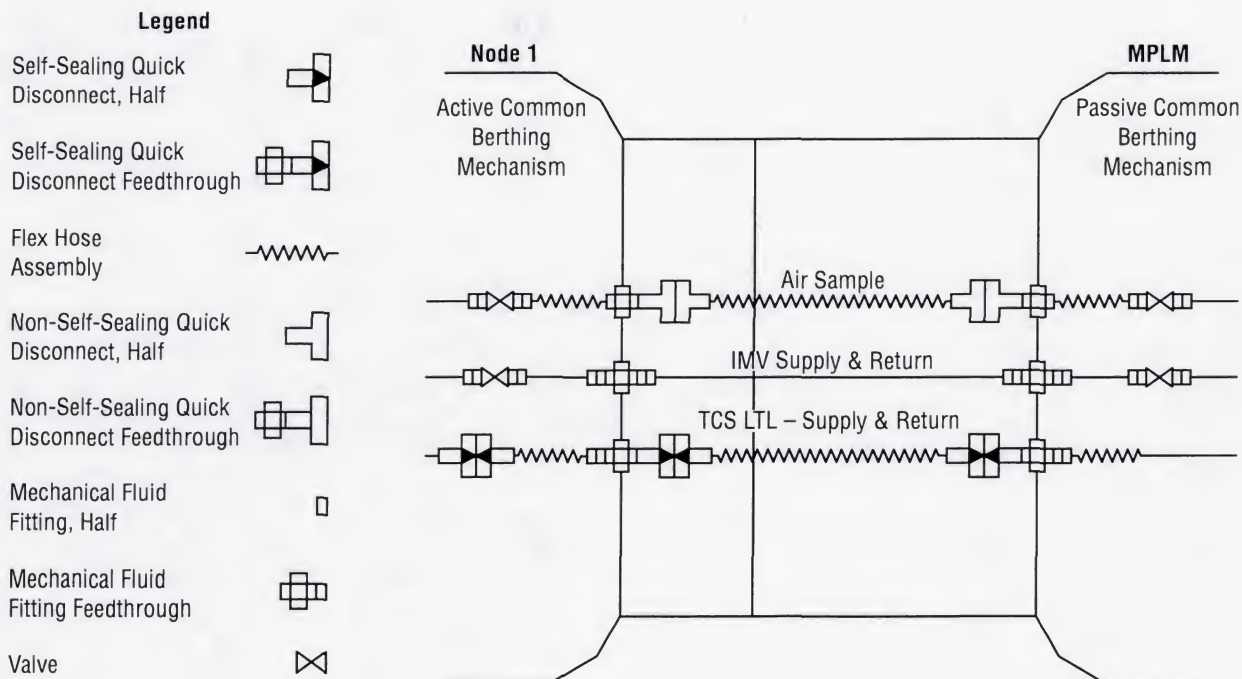 Legend
Self-Sealing Quick
Disconnect, Half
Self-Sealing Quick
Disconnect Feedthrough
Flex Hose
Assembly
Non-Self-Sealing Quick
Disconnect, Half
Non-Self-Sealing Quick
Disconnect Feedthrough
Mechanical Fluid
Fitting, Half
Mechanical Fluid
Fitting Feedthrough
Valve
Node 1
Active Common
Berthing
Mechanism
MPLM
Passive Common
Berthing
Mechanism
Air Sample
IMV Supply & Return
TCS LTL – Supply & Return